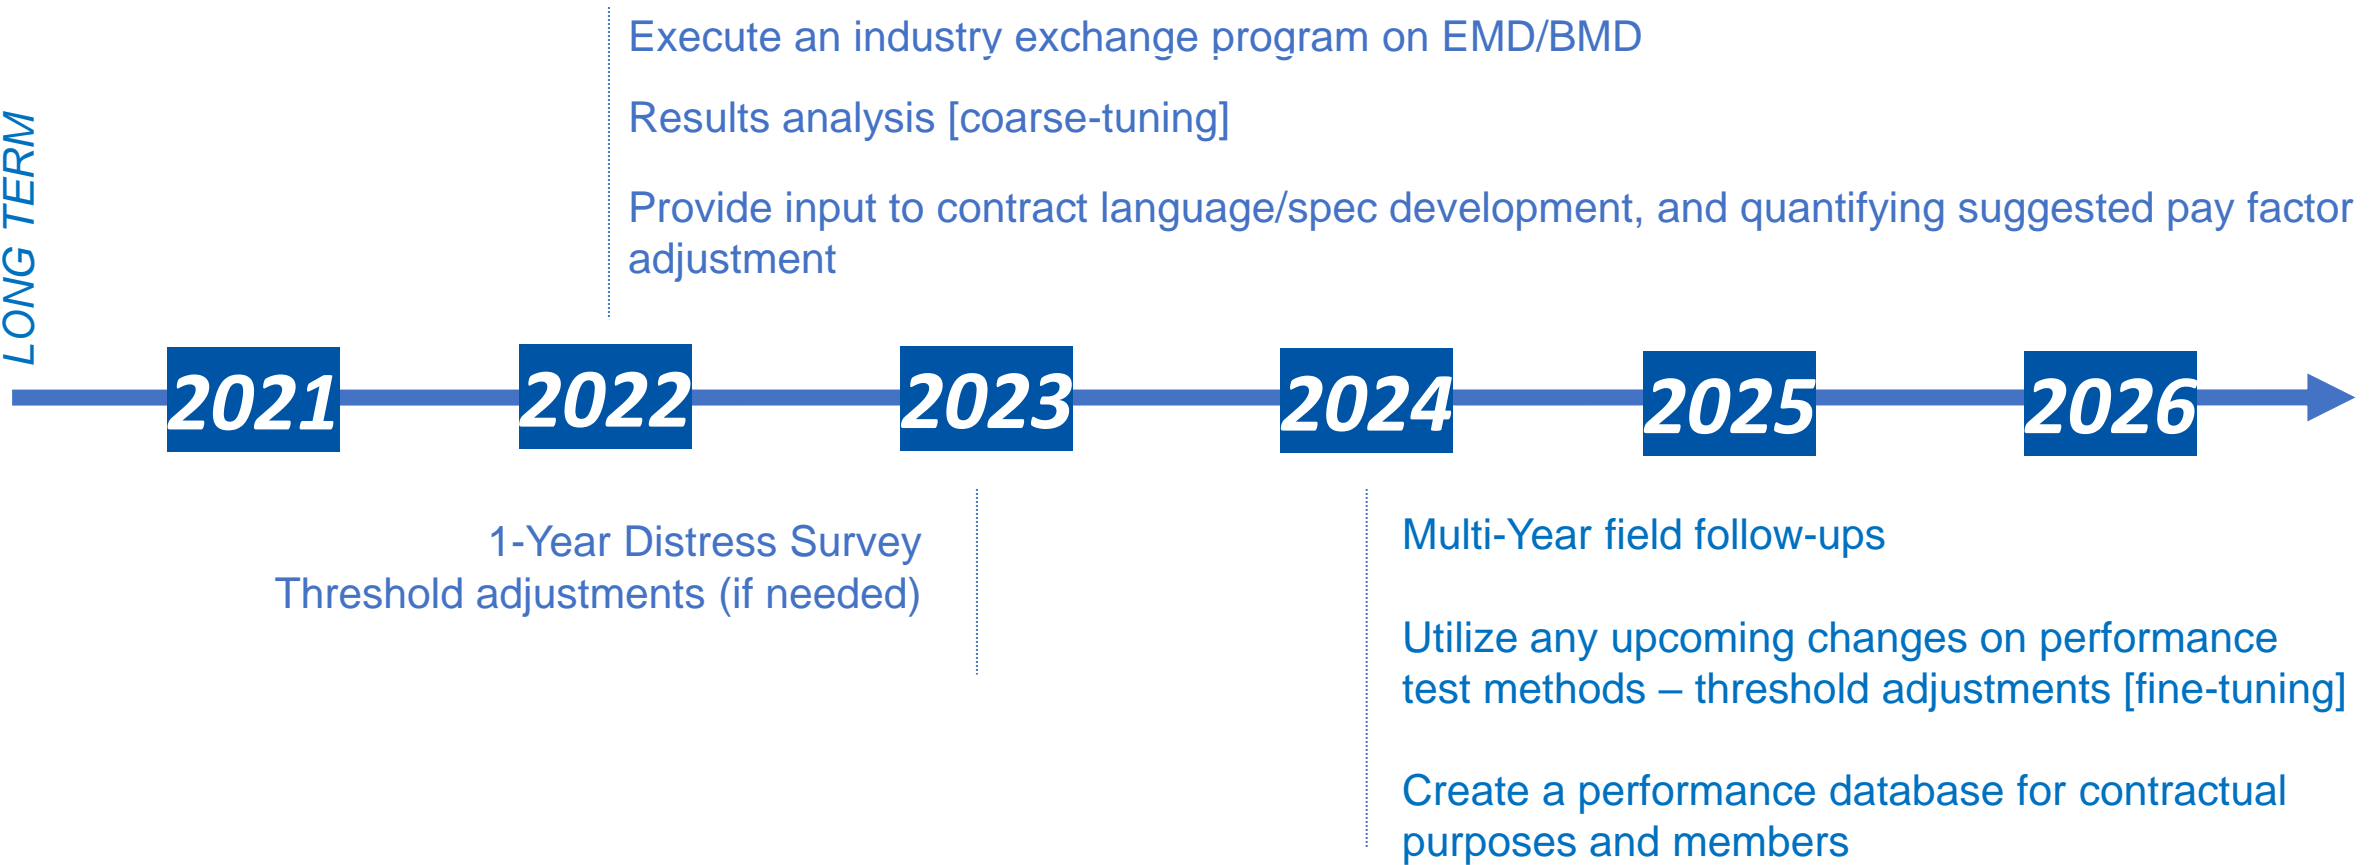 LONG TERM
Execute an industry exchange program on EMD/BMD
Results analysis [coarse-tuning]
Provide input to contract language/spec development, and quantifying suggested pay factor
adjustment
2021
2022
2023
2024
2025
2026
1-Year Distress Survey
Threshold adjustments (if needed)
Multi-Year field follow-ups
Utilize any upcoming changes on performance
test methods – threshold adjustments [fine-tuning]
Create a performance database for contractual
purposes and members